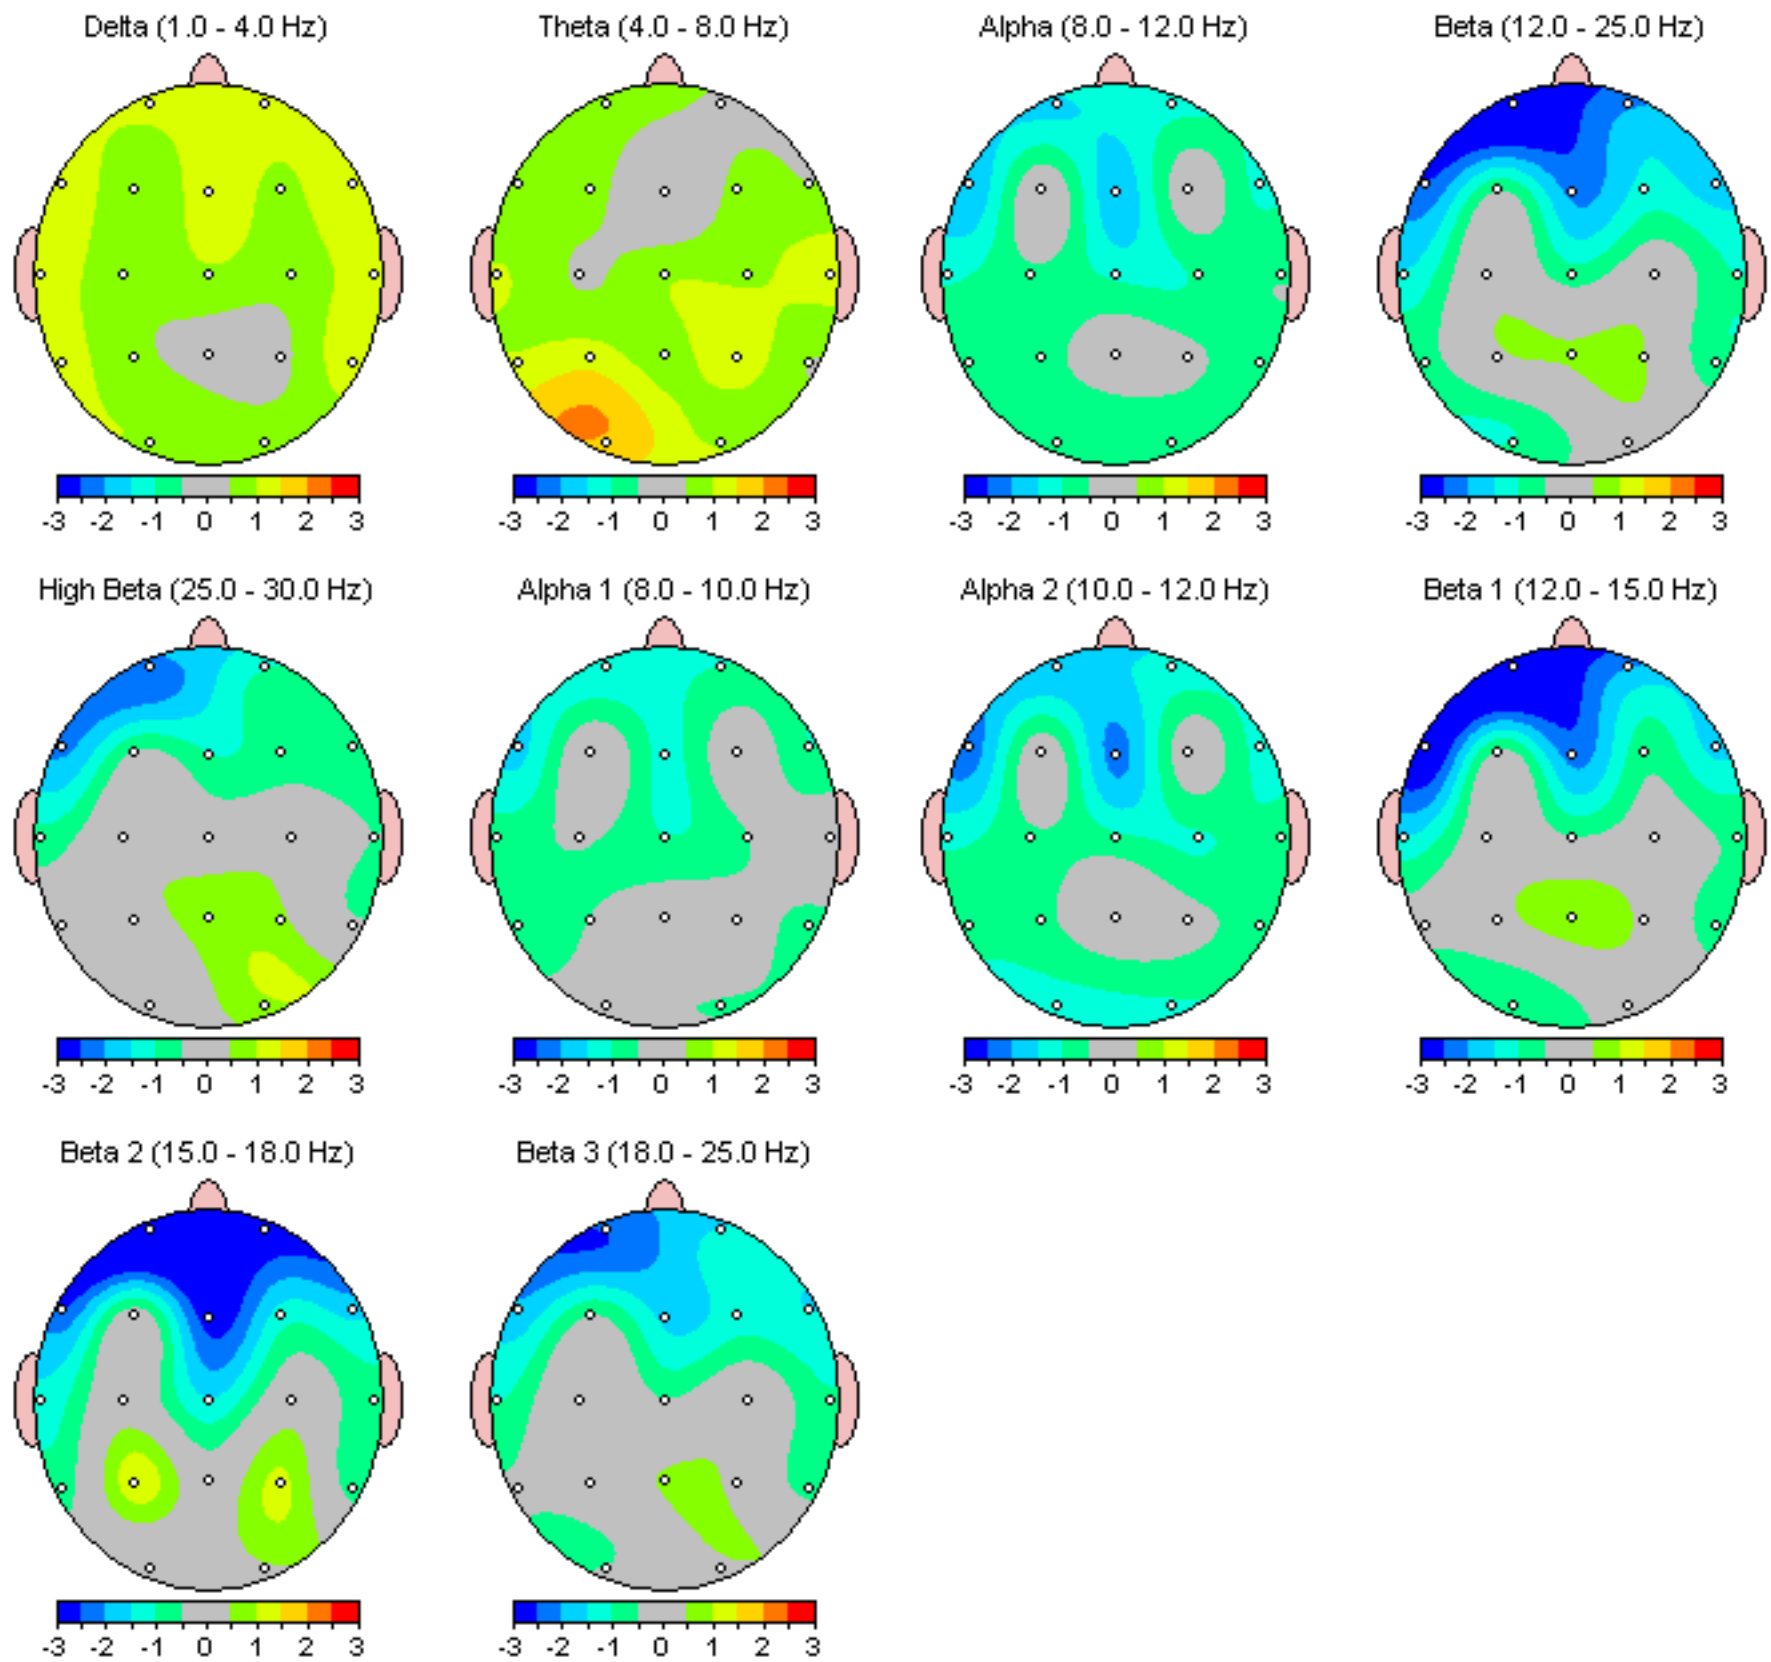 Delta (1.0 - 4.0 Hz) Theta (4.0 - 8.0 Hz) Alpha (8.0 - 12.0 Hz) Beta (12.0 - 25.0 Hz)
-3 -2 -1 0 1 2 3 -3 -2 -1 0 1 2 3 -3 -2 -1 0 1 2 3 -3 -2 -1 0 1 2 3
High Beta (25.0 - 30.0 Hz) Alpha 1 (8.0 - 10.0 Hz) Alpha 2 (10.0 - 12.0 Hz) Beta 1 (12.0 - 15.0 Hz)
-3 -2 -1 0 1 2 3 -3 -2 -1 0 1 2 3 -3 -2 -1 0 1 2 3 -3 -2 -1 0 1 2 3
Beta 2 (15.0 - 18.0 Hz) Beta 3 (18.0 - 25.0 Hz)
-3 -2 -1 0 1 2 3 -3 -2 -1 0 1 2 3